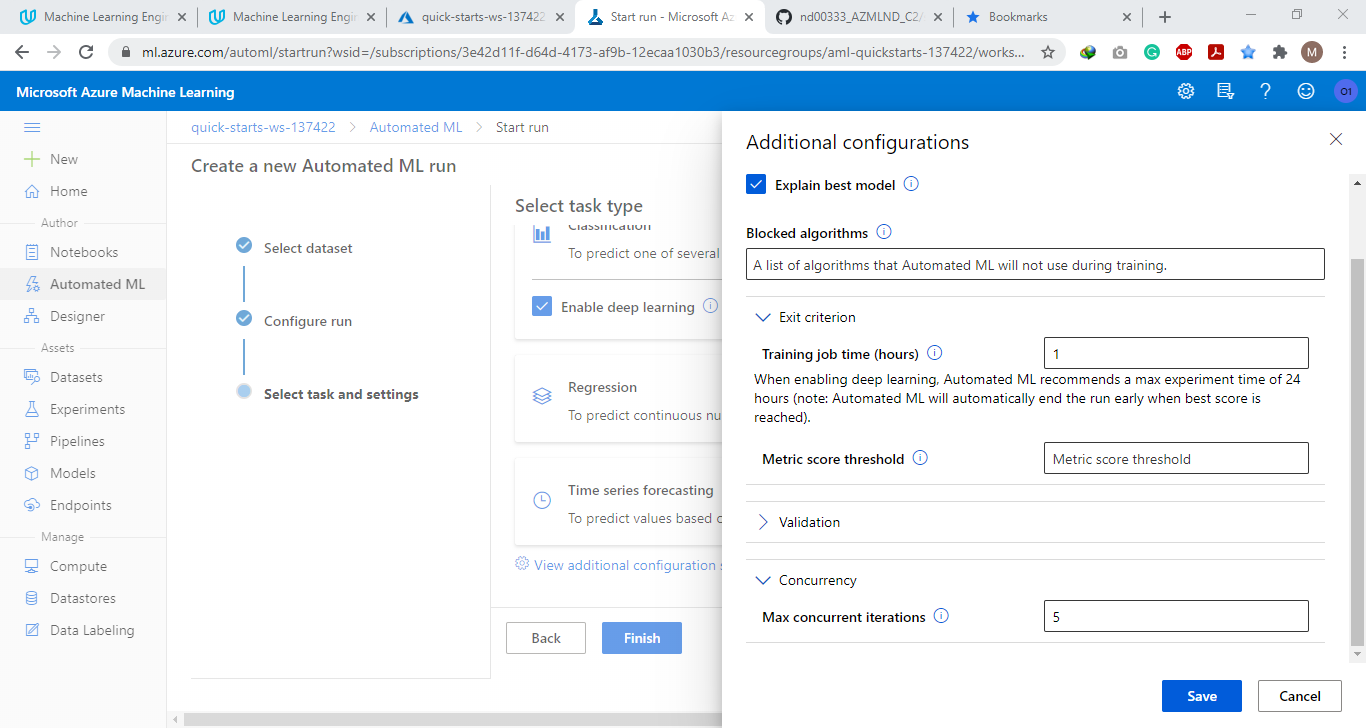 Machine Learning Engin
Machine Learning Engin
quick-starts-ws-137422
Start run - Microsoft Az
nd00333_AZMLND_C2/
Bookmarks
ml.azure.com/automl/startrun?wsid=/subscriptions/3e42d11f-d64d-4173-af9b-12ecaa1030b3/resourcegroups/aml-quickstarts-137422/works...
ABP
M
Microsoft Azure Machine Learning
O1
New
Home
Author
Notebooks
Automated ML
Designer
Assets
Datasets
Experiments
Pipelines
Models
Endpoints
Manage
Compute
Datastores
Data Labeling
quick-starts-ws-137422 > Automated ML > Start run
Create a new Automated ML run
Select dataset
Configure run
Select task and settings
Select task type
Classification
To predict one of several
Enable deep learning
Regression
To predict continuous nu
Time series forecasting
To predict values based o
View additional configuration s
Back
Finish
Additional configurations
Explain best model
Blocked algorithms
A list of algorithms that Automated ML will not use during training.
Exit criterion
Training job time (hours)
1
When enabling deep learning, Automated ML recommends a max experiment time of 24
hours (note: Automated ML will automatically end the run early when best score is
reached).
Metric score threshold
Metric score threshold
Validation
Concurrency
Max concurrent iterations
5
Save
Cancel